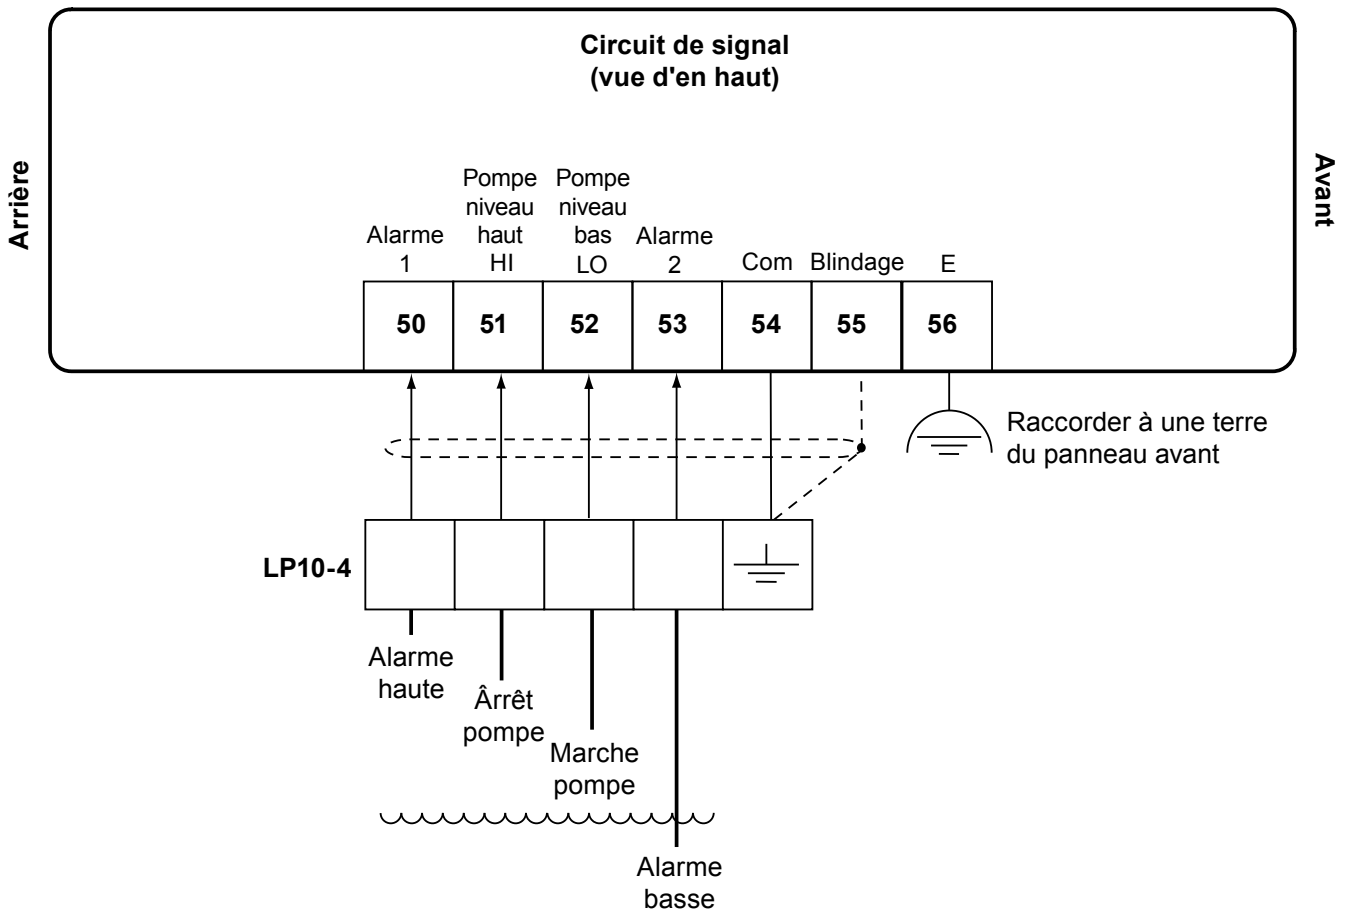 Circuit de signal
(vue d'en haut)
Arrière
Avant
Alarme
1
Pompe
niveau
haut
HI
Pompe
niveau
bas
LO
Alarme
2
Com
Blindage
E
50
51
52
53
54
55
56
Raccorder à une terre
du panneau avant
LP10-4
Alarme
haute
Ârrêt
pompe
Marche
pompe
Alarme
basse